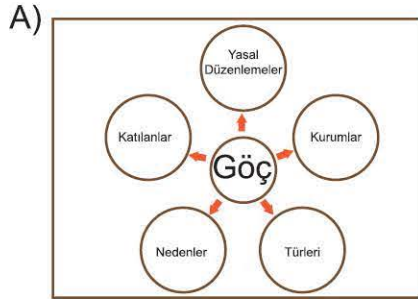 A)
Yasal
Düzenlemeler
Katılanlar
Kurumlar
Göç
Nedenler
Türleri